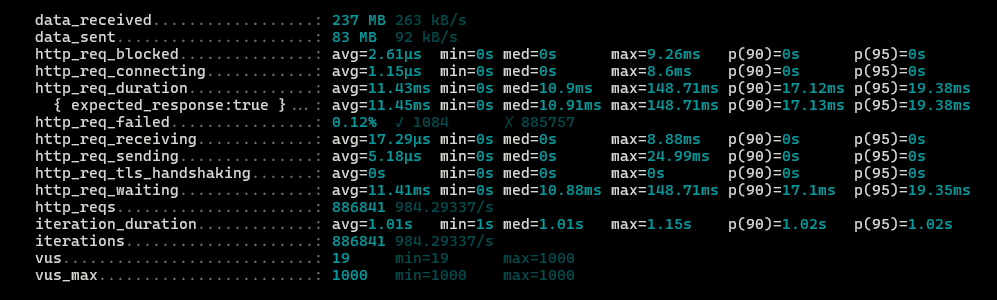 data_received..................: 237 MB 263 kB/s
data_sent......................: 83 MB  92 kB/s
http_req_blocked...............: avg=2.61µs  min=0s med=0s      max=9.26ms   p(90)=0s      p(95)=0s
http_req_connecting............: avg=1.15µs  min=0s med=0s      max=8.6ms    p(90)=0s      p(95)=0s
http_req_duration..............: avg=11.43ms min=0s med=10.9ms  max=148.71ms p(90)=17.12ms p(95)=19.38ms
  { expected_response:true }...: avg=11.45ms min=0s med=10.91ms max=148.71ms p(90)=17.13ms p(95)=19.38ms
http_req_failed................: 0.12%  ✓ 1084      ✗ 885757
http_req_receiving.............: avg=17.29µs min=0s med=0s      max=8.88ms   p(90)=0s      p(95)=0s
http_req_sending...............: avg=5.18µs  min=0s med=0s      max=24.99ms  p(90)=0s      p(95)=0s
http_req_tls_handshaking.......: avg=0s      min=0s med=0s      max=0s       p(90)=0s      p(95)=0s
http_req_waiting...............: avg=11.41ms min=0s med=10.88ms max=148.71ms p(90)=17.1ms  p(95)=19.35ms
http_reqs......................: 886841 984.29337/s
iteration_duration.............: avg=1.01s   min=1s med=1.01s   max=1.15s    p(90)=1.02s   p(95)=1.02s
iterations.....................: 886841 984.29337/s
vus............................: 19     min=19      max=1000
vus_max........................: 1000   min=1000    max=1000